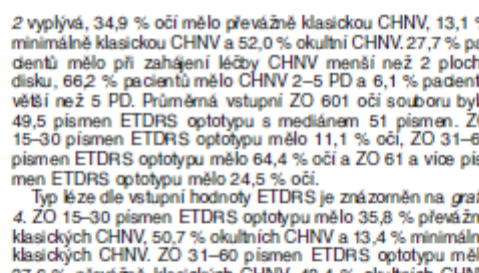 2 vyplývá, 34,9 % očí mělo převážně klasickou CHNV, 13,1 %
minimálně klasickou CHNV a 52,0 % okultní CHNV. 27,7 % pa
cientů mělo při zahájení léčby CHNV menší než 2 ploch
disku, 66,2 % pacientů mělo CHNV 2–5 PD a 6,1 % pacient
větší než 5 PD. Průměrná vstupní ZO 601 očí souboru byl
49,5 písmen ETDRS optotypu s mediánem 51 písmen. ZO
15–30 písmen ETDRS optotypu mělo 11,1 % očí, ZO 31–6
písmen ETDRS optotypu mělo 64,4 % očí a ZO 61 a více pís
men ETDRS optotypu mělo 24,5 % očí.
Typ léze dle vstupní hodnoty ETDRS je znázorněn na graf
4. ZO 15–30 písmen ETDRS optotypu mělo 35,8 % převážn
klasických CHNV, 50,7 % okultních CHNV a 13,4 % minimáln
klasických CHNV. ZO 31–60 písmen ETDRS optotypu měl